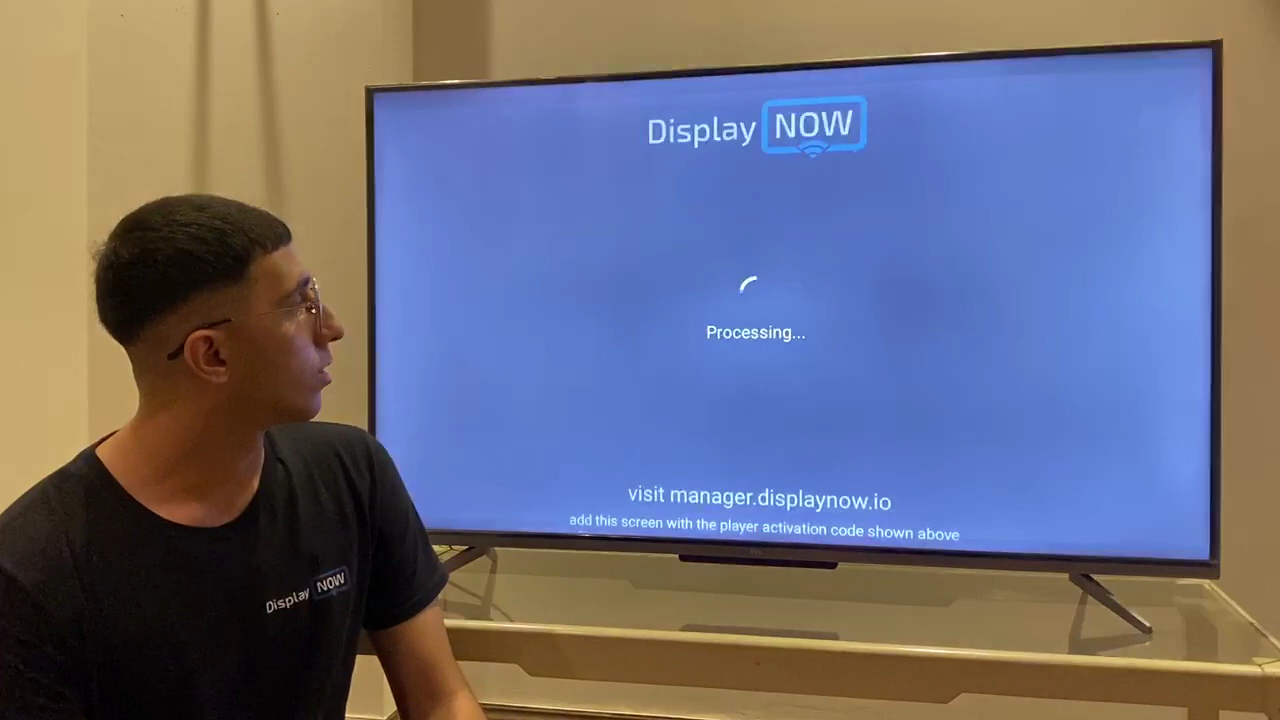 Display NOW
Processing...
visit manager.displaynow.io
add this screen with the player activation code shown above
Display NOW